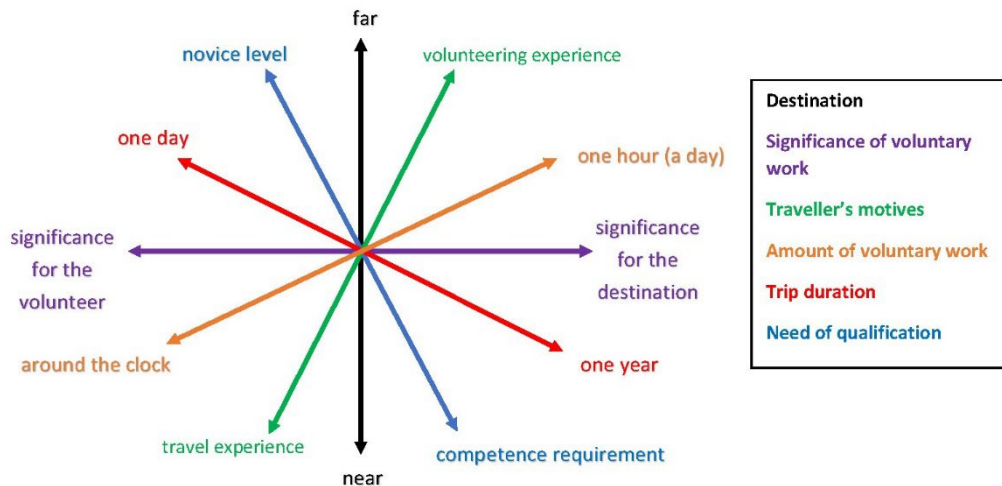 far
novice level
volunteering experience
one day
one hour (a day)
significance
for the
volunteer
significance
for the
destination
around the clock
one year
travel experience
competence requirement
near
Destination
Significance of voluntary
work
Traveller's motives
Amount of voluntary work
Trip duration
Need of qualification